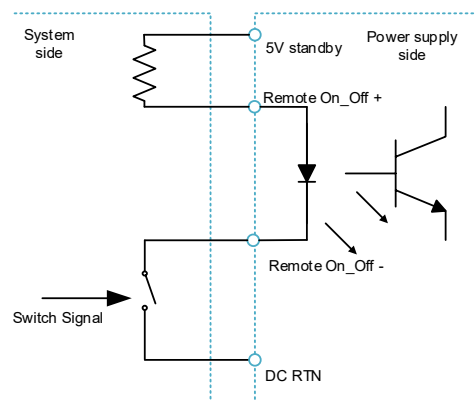 System
side
Power supply
side
5V standby
Remote On_Off +
Remote On_Off -
Switch Signal
DC RTN